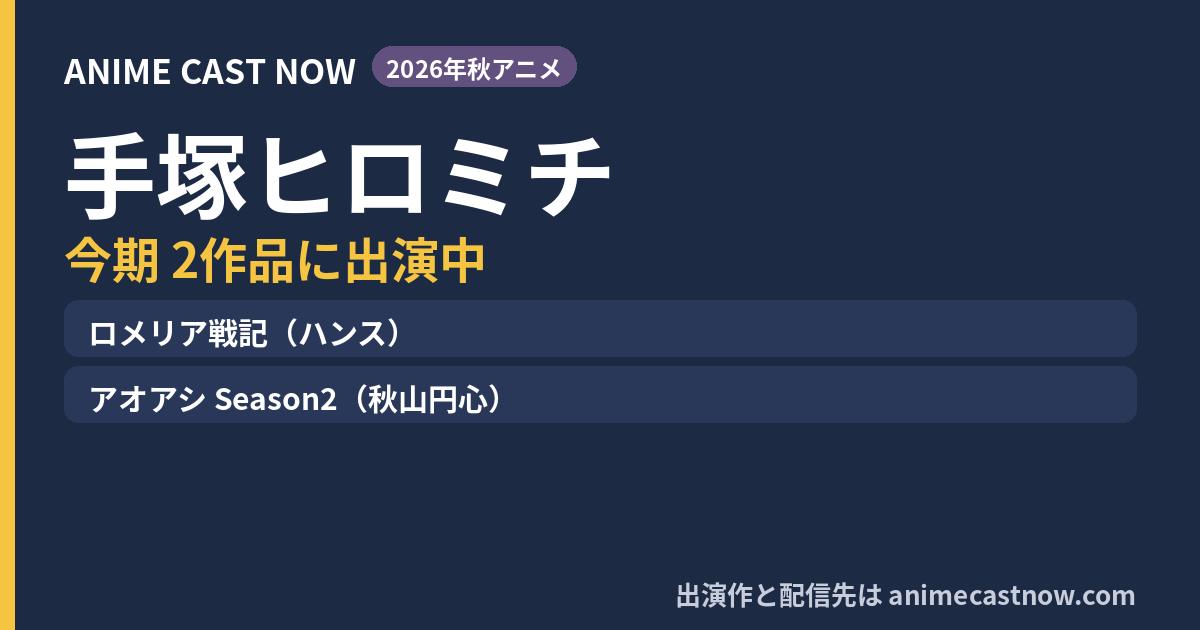 ANIME CAST NOW 2026年秋アニメ
手塚ヒロミチ
今期 2作品に出演中
ロメリア戦記（ハンス）
アオアシ Season2（秋山円心）
出演作と配信先は animecastnow.com